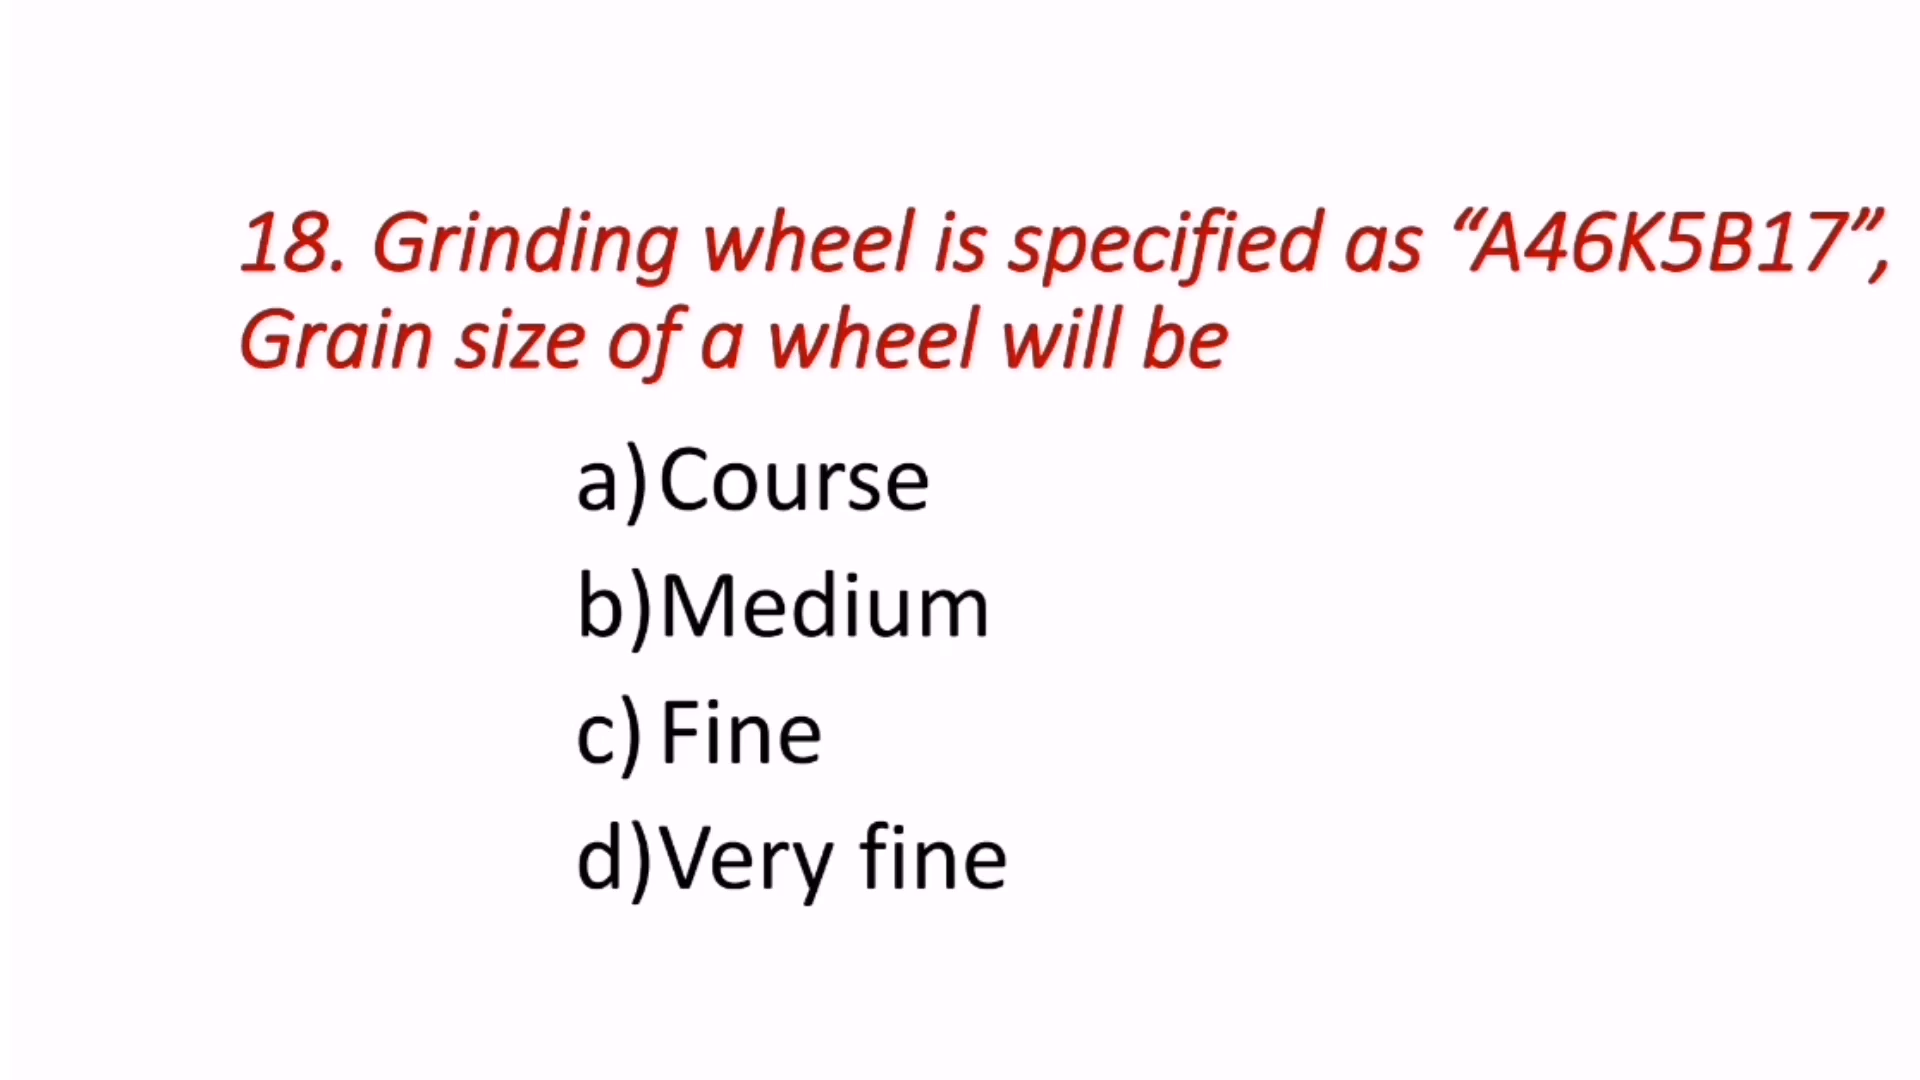 18. Grinding wheel is specified as “A46K5B17”,
Grain size of a wheel will be
a) Course
b) Medium
c) Fine
d) Very fine